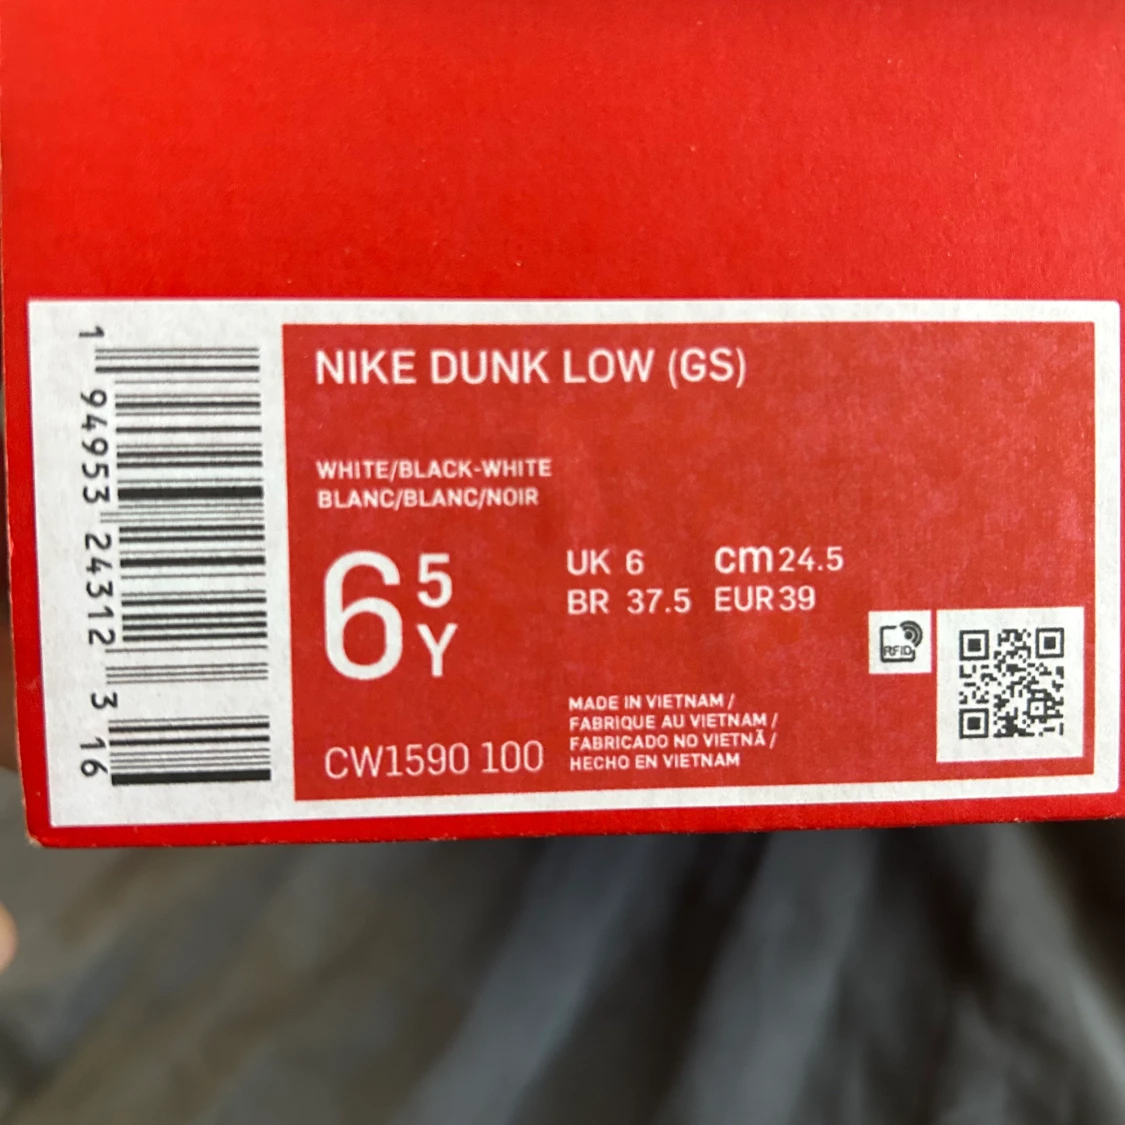 1 94953 24312 3 16
NIKE DUNK LOW (GS)
WHITE/BLACK-WHITE
BLANC/BLANC/NOIR
6 5 Y
UK 6 cm 24.5
BR 37.5 EUR 39
RFID
CW1590 100
MADE IN VIETNAM /
FABRIQUE AU VIETNAM /
FABRICADO NO VIETNÃ /
HECHO EN VIETNAM